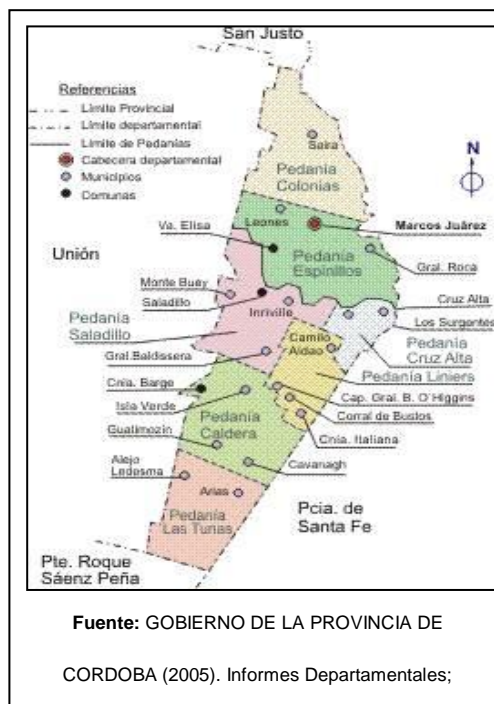 San Justo
Referencias
Límite Provincial
Límite departamental
Límite de Pedanías
Cabecera departamental
Municipios
Comunas
N
Saira
Pedanía
Colonias
Leones
Marcos Juárez
Va. Elisa
Unión
Pedanía
Espinillos
Gral. Roca
Monte Buey
Saladillo
Cruz Alta
Inriville
Los Surgentes
Pedanía
Saladillo
Camilo
Aldao
Pedanía
Cruz Alta
Gral.Baldissera
Pedanía Liniers
Cnia. Barge
Cap. Gral. B. O'Higgins
Isla Verde
Corral de Bustos
Pedanía
Caldera
Cnia. Italiana
Guatimozin
Alejo
Ledesma
Cavanagh
Arias
Pedanía
Las Tunas
Pcia. de
Santa Fe
Pte. Roque
Sáenz Peña
Fuente: GOBIERNO DE LA PROVINCIA DE
CORDOBA (2005). Informes Departamentales;